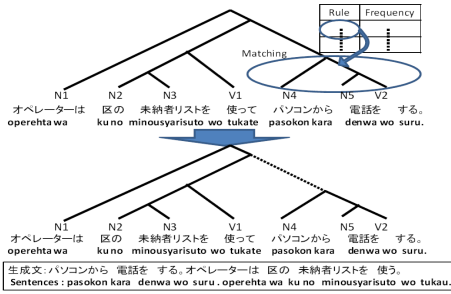 Rule Frequency
Matching
N1 N2 N3 V1 N4 N5 V2
オペレーターは 区の 未納者リストを 使って パソコンから 電話を する。
operehta wa ku no minousyarisuto wo tukate pasokon kara denwa wo suru.
N1 N2 N3 V1 N4 N5 V2
オペレーターは 区の 未納者リストを 使って パソコンから 電話を する。
operehta wa ku no minousyarisuto wo tukate pasokon kara denwa wo suru.
生成文：パソコンから 電話を する。オペレーターは 区の 未納者リストを 使う。
Sentences : pasokon kara denwa wo suru . operehta wa ku no minousyarisuto wo tukau.